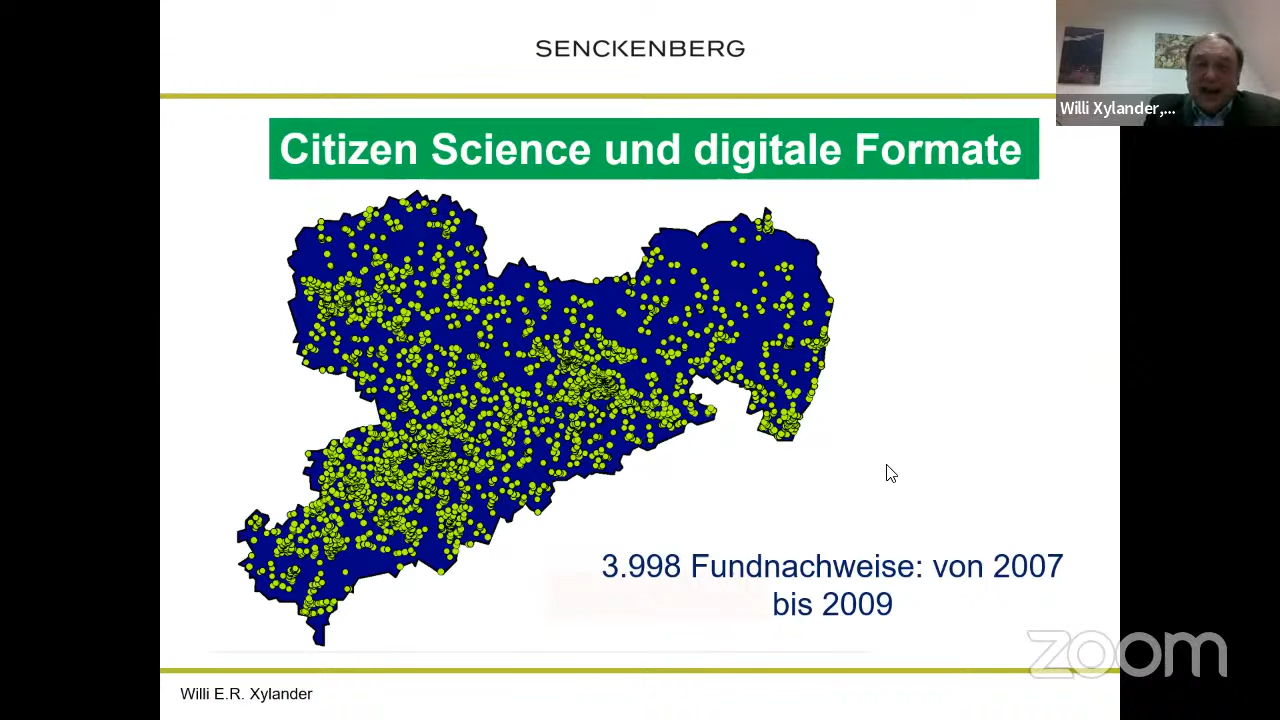 SENCKENBERG
Willi Xylander,...
Citizen Science und digitale Formate
3.998 Fundnachweise: von 2007
bis 2009
zoom
Willi E.R. Xylander